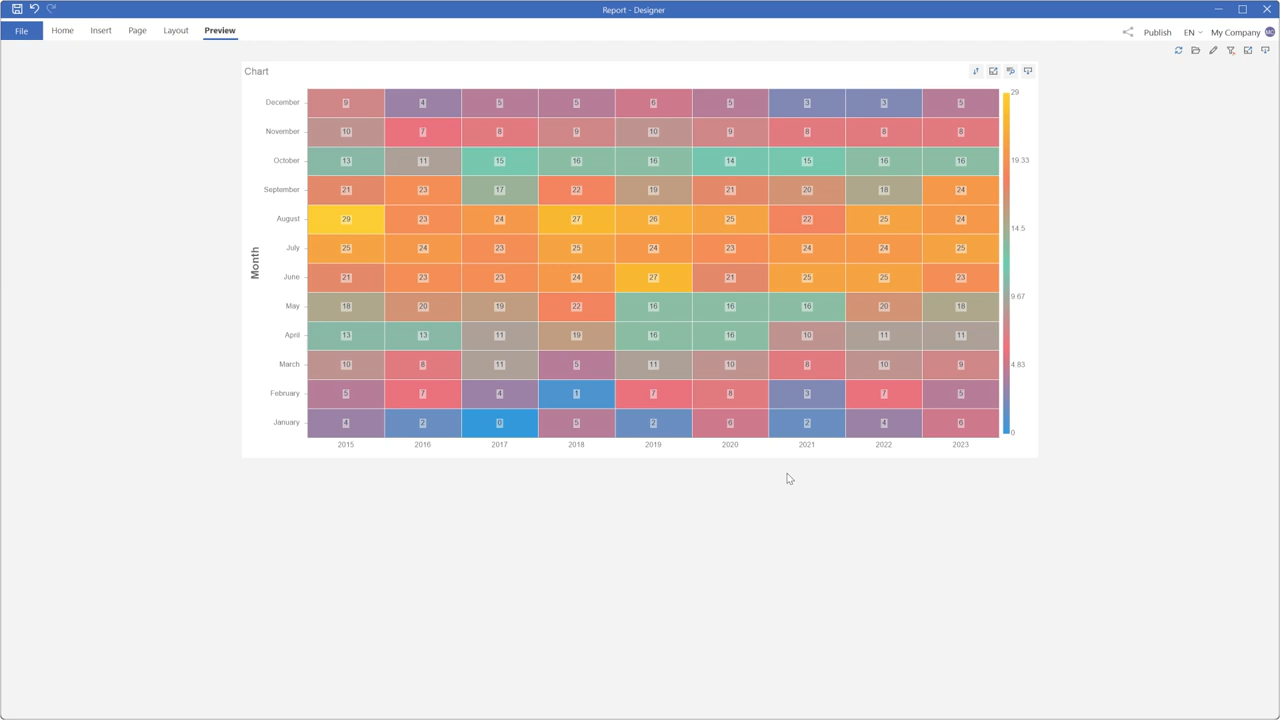 Report - Designer
File Home Insert Page Layout Preview Publish EN My Company MC
Chart
29
December 9 4 5 5 6 5 3 3 5
November 10 7 8 9 10 9 8 8 8
October 13 11 15 16 16 14 15 16 16 19.33
September 21 23 17 22 19 21 20 18 24
August 29 23 24 27 26 25 22 25 24
14.5
July 25 24 23 25 24 23 24 24 25
Month
June 21 23 23 24 27 21 25 25 23
9.67
May 18 20 19 22 16 16 16 20 18
April 13 13 11 19 16 16 10 11 11
March 10 8 11 5 11 10 8 10 9 4.83
February 5 7 4 1 7 8 3 7 5
January 4 2 0 5 2 6 2 4 6
0
2015 2016 2017 2018 2019 2020 2021 2022 2023